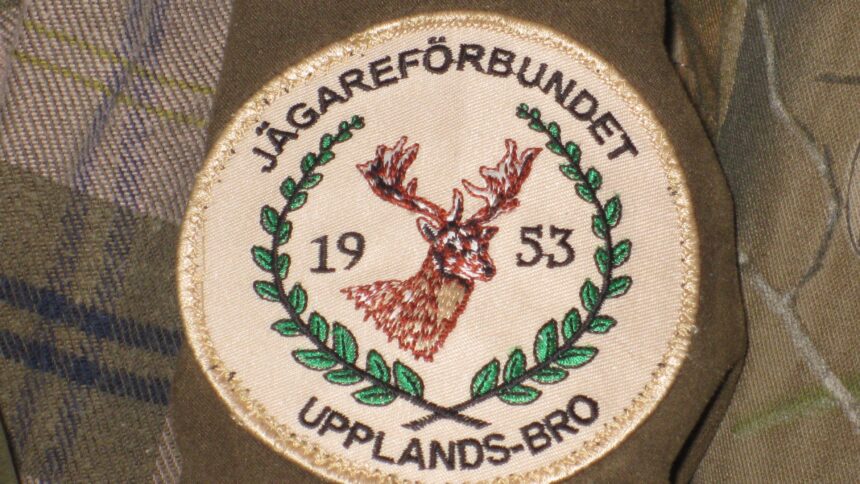 JÄGAREFÖRBUNDET
19 53
UPPLANDS-BRO